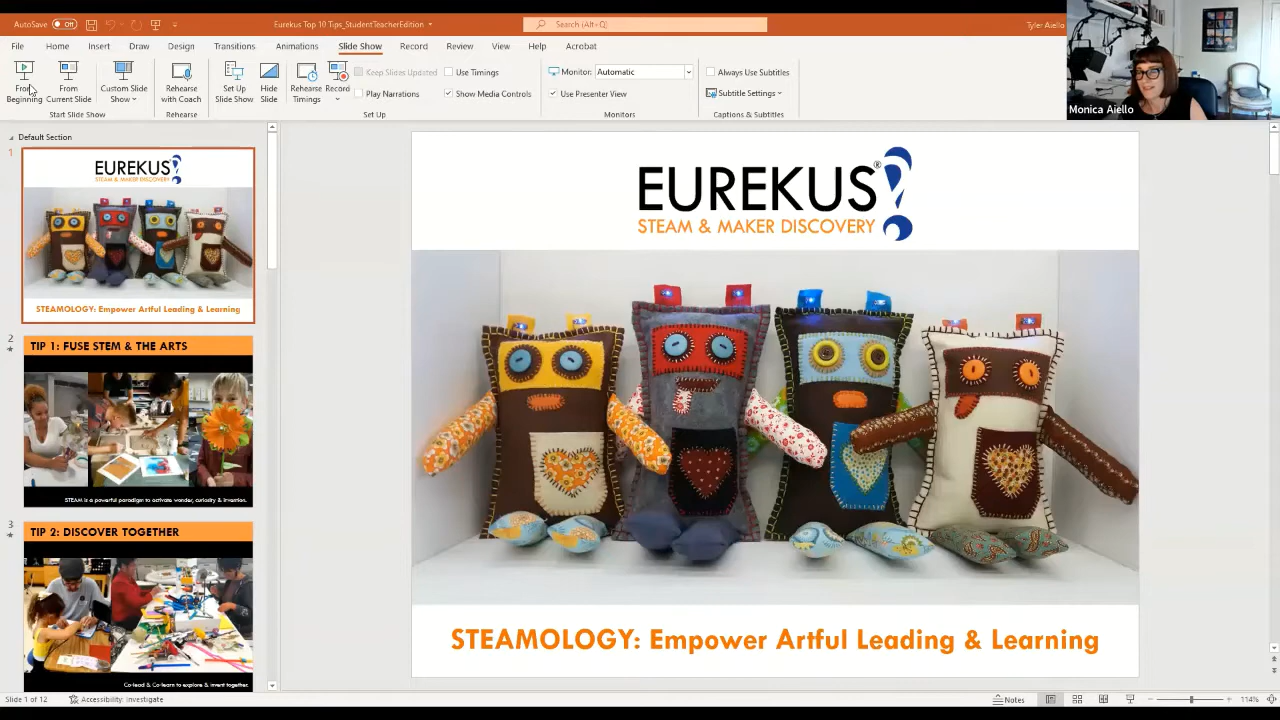 AutoSave Off
Eurekus Top 10 Tips_StudentTeacherEdition
Search (Alt+Q)
Tyler Aiello
File Home Insert Draw Design Transitions Animations Slide Show Record Review View Help Acrobat
From Beginning
From Current Slide
Custom Slide Show
Rehearse with Coach
Set Up Slide Show
Hide Slide
Rehearse Timings
Record
Keep Slides Updated
Use Timings
Play Narrations
Show Media Controls
Monitor: Automatic
Use Presenter View
Always Use Subtitles
Subtitle Settings
Start Slide Show
Rehearse
Set Up
Monitors
Captions & Subtitles
Monica Aiello
Default Section
1
EUREKUS
STEAM & MAKER DISCOVERY
STEAMOLOGY: Empower Artful Leading & Learning
2
TIP 1: FUSE STEM & THE ARTS
STEAM is a powerful paradigm to activate wonder, curiosity & invention.
3
TIP 2: DISCOVER TOGETHER
Co-lead & Co-learn to explore & invent together.
EUREKUS®
STEAM & MAKER DISCOVERY
STEAMOLOGY: Empower Artful Leading & Learning
Slide 1 of 12
Accessibility: Investigate
Notes
114%